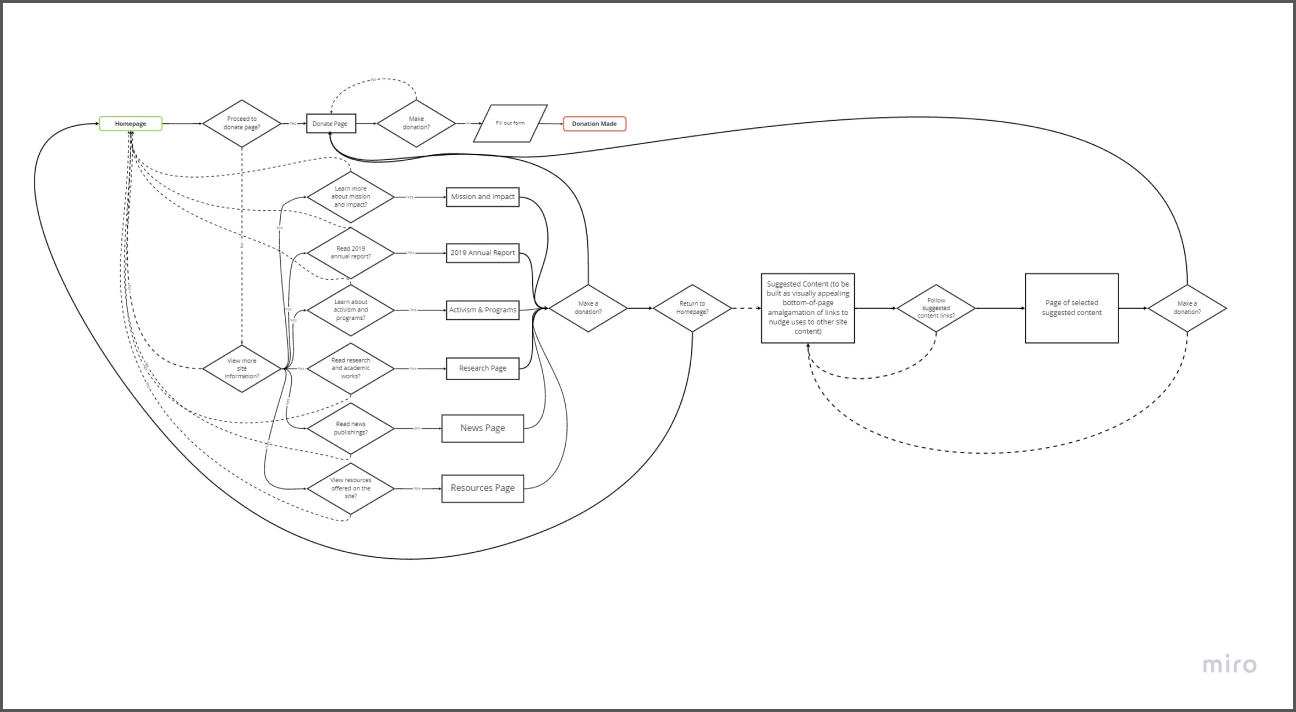 Homepage
Proceed to
donate page?
Yes
Donate Page
Make
donation?
No
Fill out form
Donation Made
Learn more
about mission
and impact?
Yes
Mission and impact
Read 2019
annual report?
Yes
2019 Annual Report
Learn about
activism and
programs?
Yes
Activism & Programs
View more
site
information?
Yes
Read research
and academic
works?
Yes
Research Page
Read news
publishings?
yes
News Page
View resources
offered on the
site?
Yes
Resources Page
Make a
donation?
Return to
Homepage?
Suggested Content (to be
built as visually appealing
bottom-of-page
amalgamation of links to
nudge uses to other site
content)
Follow
suggested
content links?
Page of selected
suggested content
Make a
donation?
miro